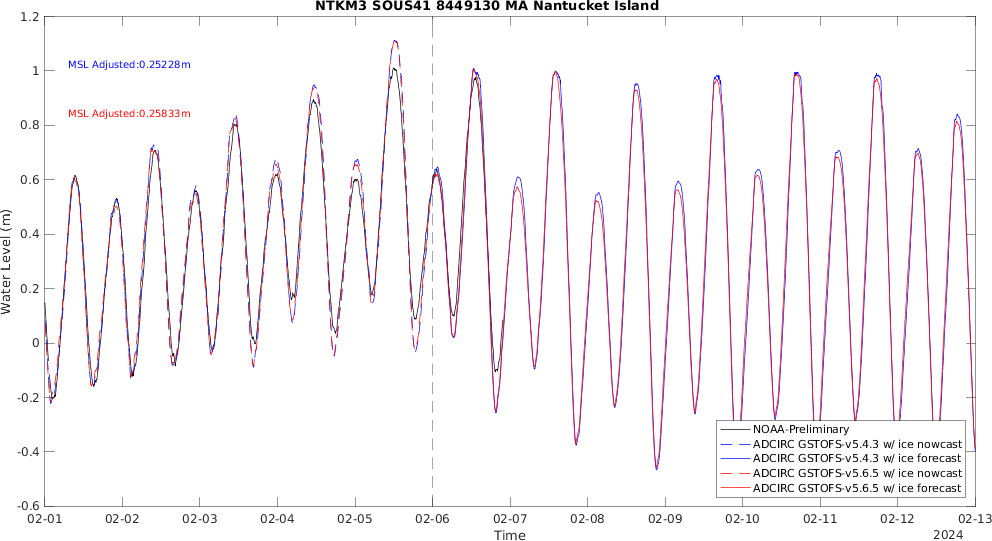 NTKM3 SOUS41 8449130 MA Nantucket Island
1.2
1
0.8
0.6
0.4
0.2
0
-0.2
-0.4
-0.6
Water Level (m)
MSL Adjusted:0.25228m
MSL Adjusted:0.25833m
NOAA-Preliminary
ADCIRC GSTOFS-v5.4.3 w/ ice nowcast
ADCIRC GSTOFS-v5.4.3 w/ ice forecast
ADCIRC GSTOFS-v5.6.5 w/ ice nowcast
ADCIRC GSTOFS-v5.6.5 w/ ice forecast
02-01 02-02 02-03 02-04 02-05 02-06 02-07 02-08 02-09 02-10 02-11 02-12 02-13
Time
2024